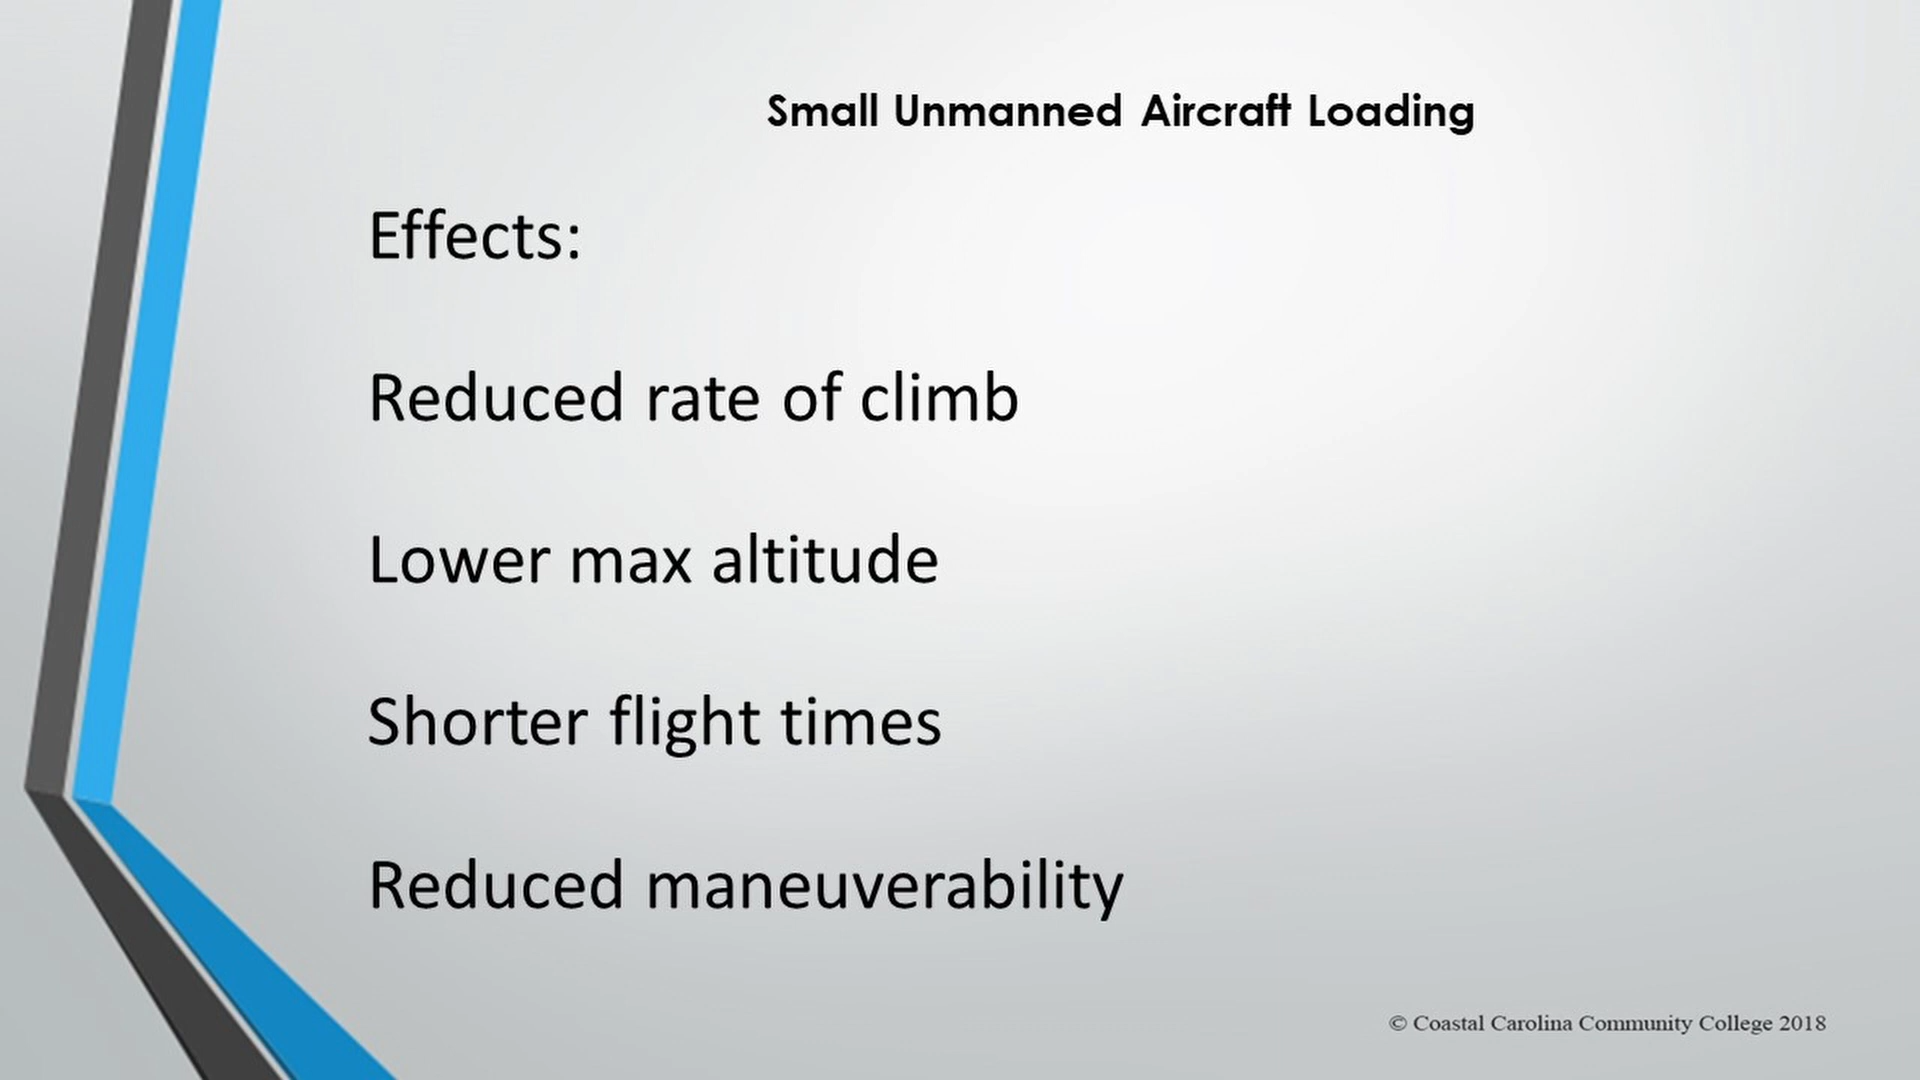 Small Unmanned Aircraft Loading
Effects:
Reduced rate of climb
Lower max altitude
Shorter flight times
Reduced maneuverability
© Coastal Carolina Community College 2018